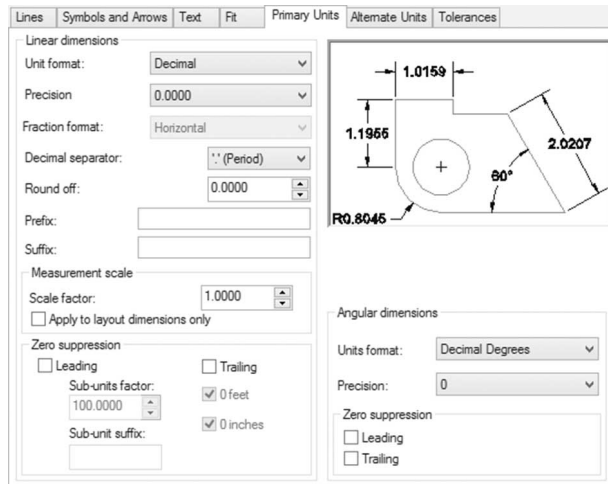 Lines Symbols and Arrows Text Fit Primary Units Alternate Units Tolerances
Linear dimensions
Unit format: Decimal
Precision 0.0000
Fraction format: Horizontal
Decimal separator: '.' (Period)
Round off: 0.0000
Prefix:
Suffix:
Measurement scale
Scale factor: 1.0000
Apply to layout dimensions only
Zero suppression
Leading Trailing
Sub-units factor: 0 feet
100.0000
Sub-unit suffix: 0 inches
1.0159
1.1955
2.0207
60°
R0.8045
Angular dimensions
Units format: Decimal Degrees
Precision: 0
Zero suppression
Leading
Trailing